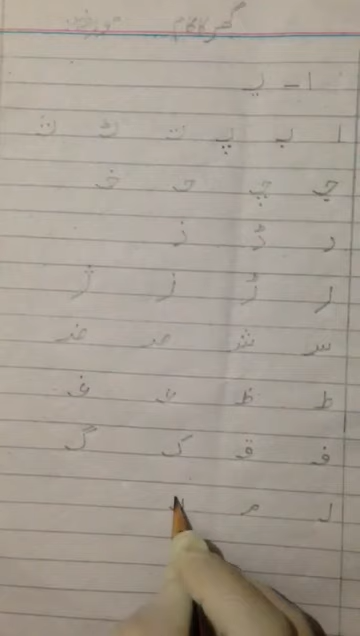 گھر کا کام
ا - ے
ا ب پ ت ٹ ث
ج چ ح خ
د ڈ ذ
ر ڑ ز ژ
س ش ص ض
ط ظ ع غ
ف ق ک گ
ل م